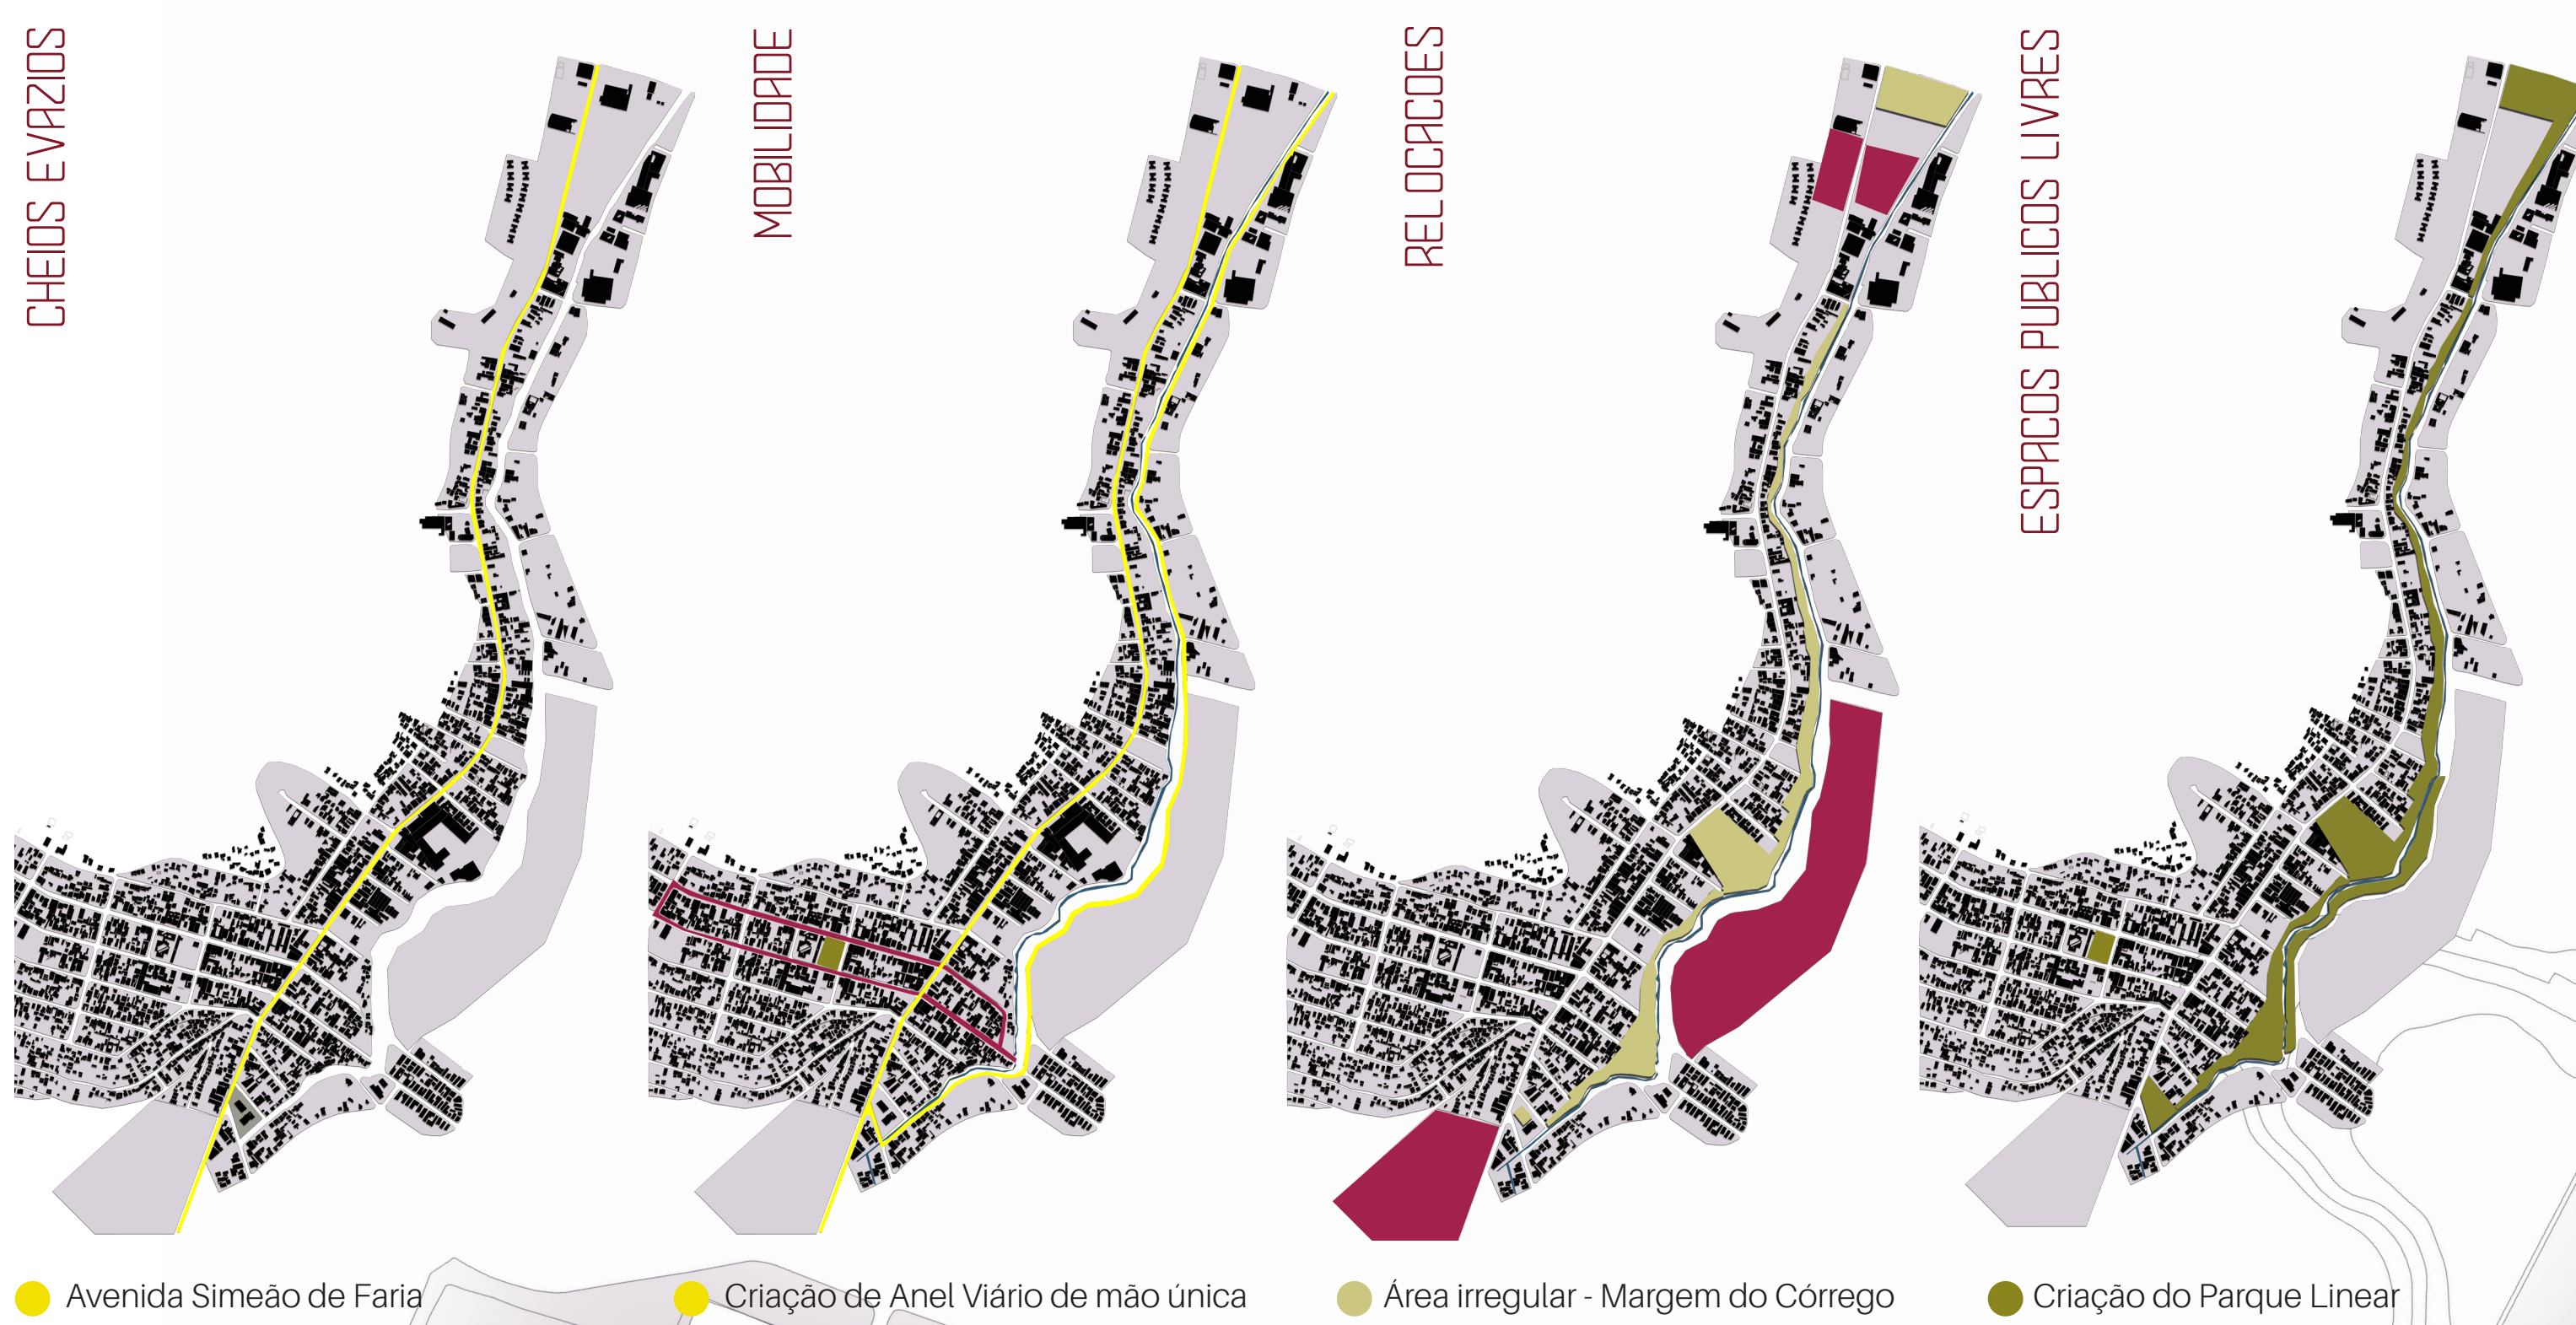 CHEIOS E VAZIOS
MOBILIDADE
RELOCACOES
ESPACOS PUBLICOS LIVRES
Avenida Simeão de Faria
Criação de Anel Viário de mão única
Área irregular - Margem do Córrego
Criação do Parque Linear